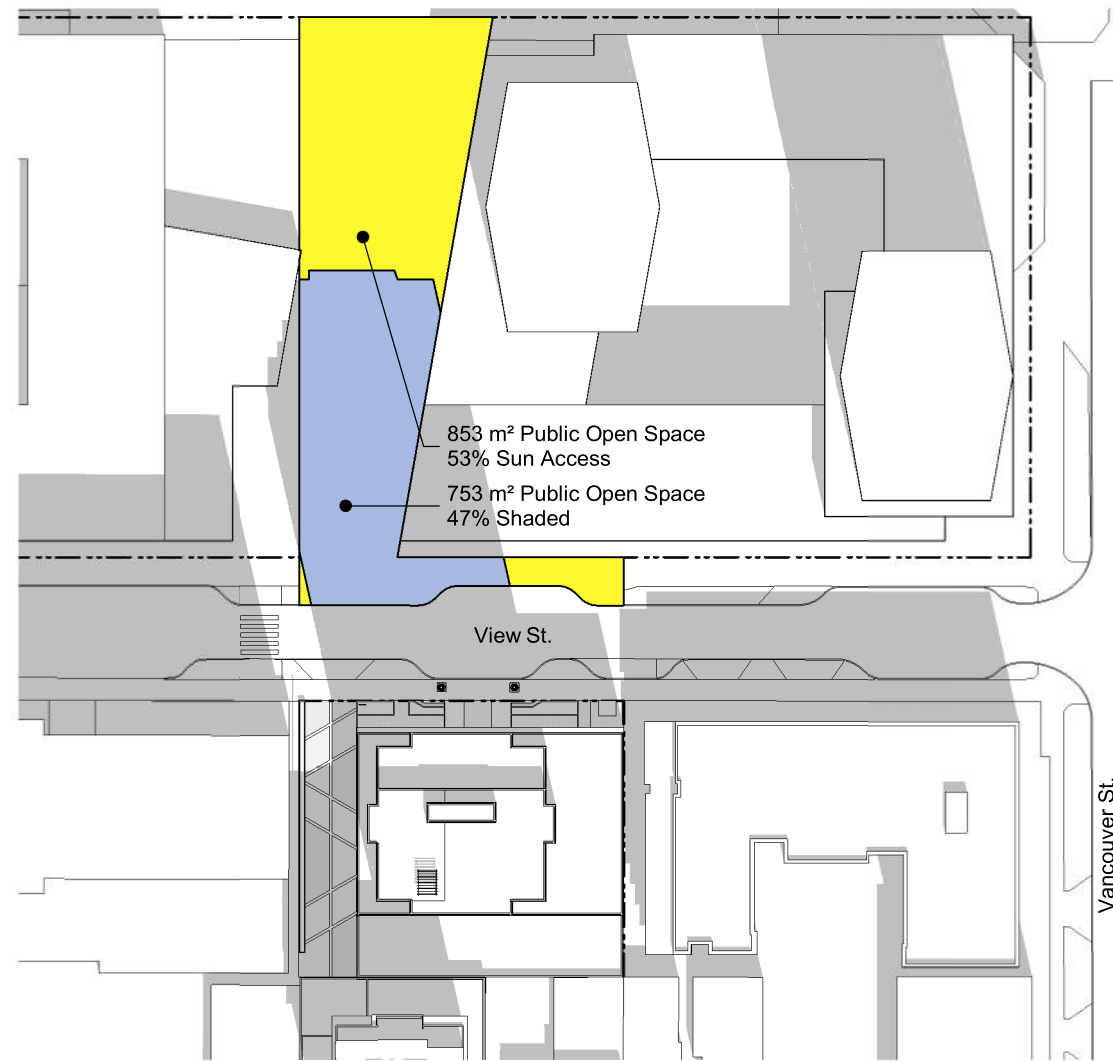 853 m² Public Open Space
53% Sun Access
753 m² Public Open Space
47% Shaded
View St.
Vancouver St.